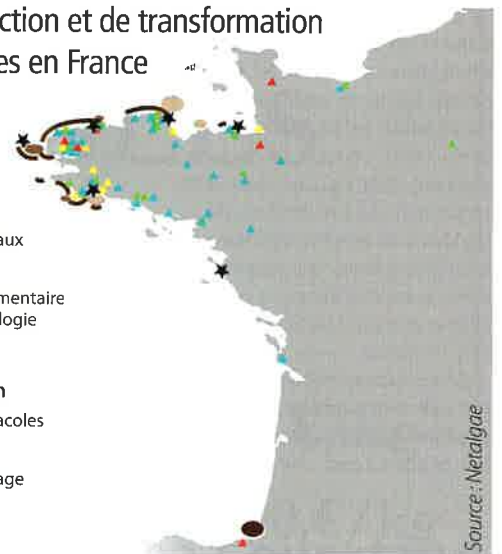 ction et de transformation
es en France
aux
mentaire
logie
n
acoles
age
Source : Netalgae